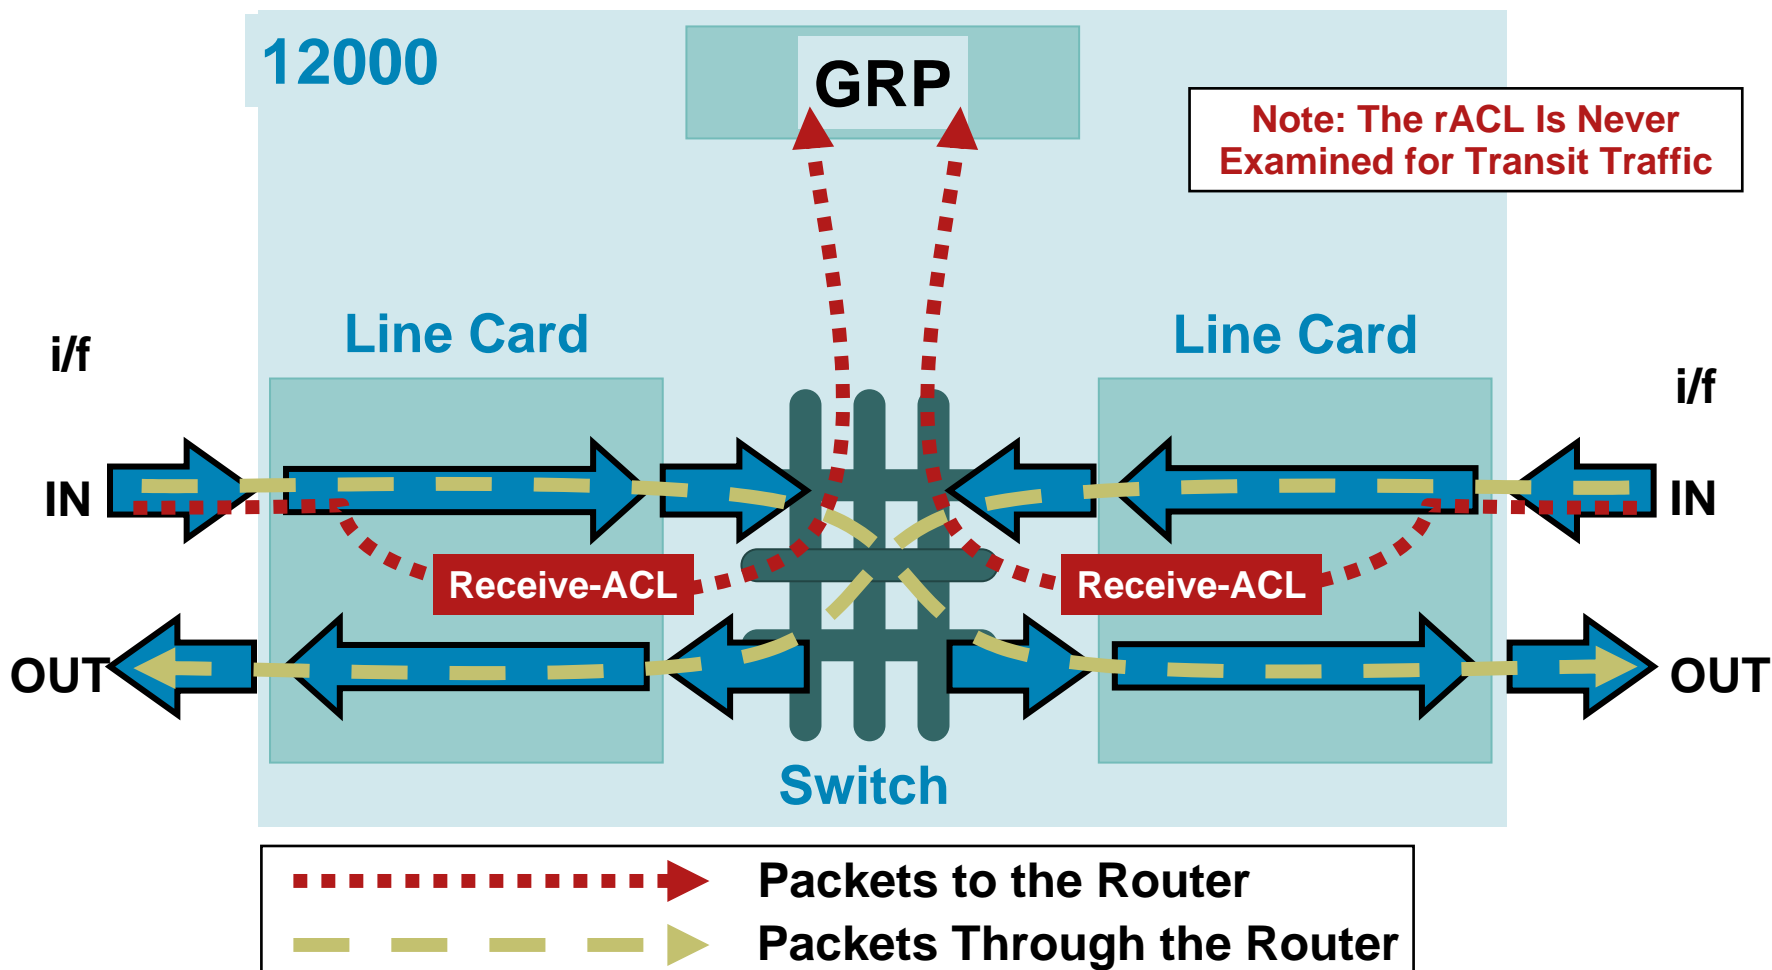 12000
GRP
Note: The rACL Is Never
Examined for Transit Traffic
Line Card
Line Card
i/f
i/f
IN
IN
Receive-ACL
Receive-ACL
OUT
OUT
Switch
Packets to the Router
Packets Through the Router